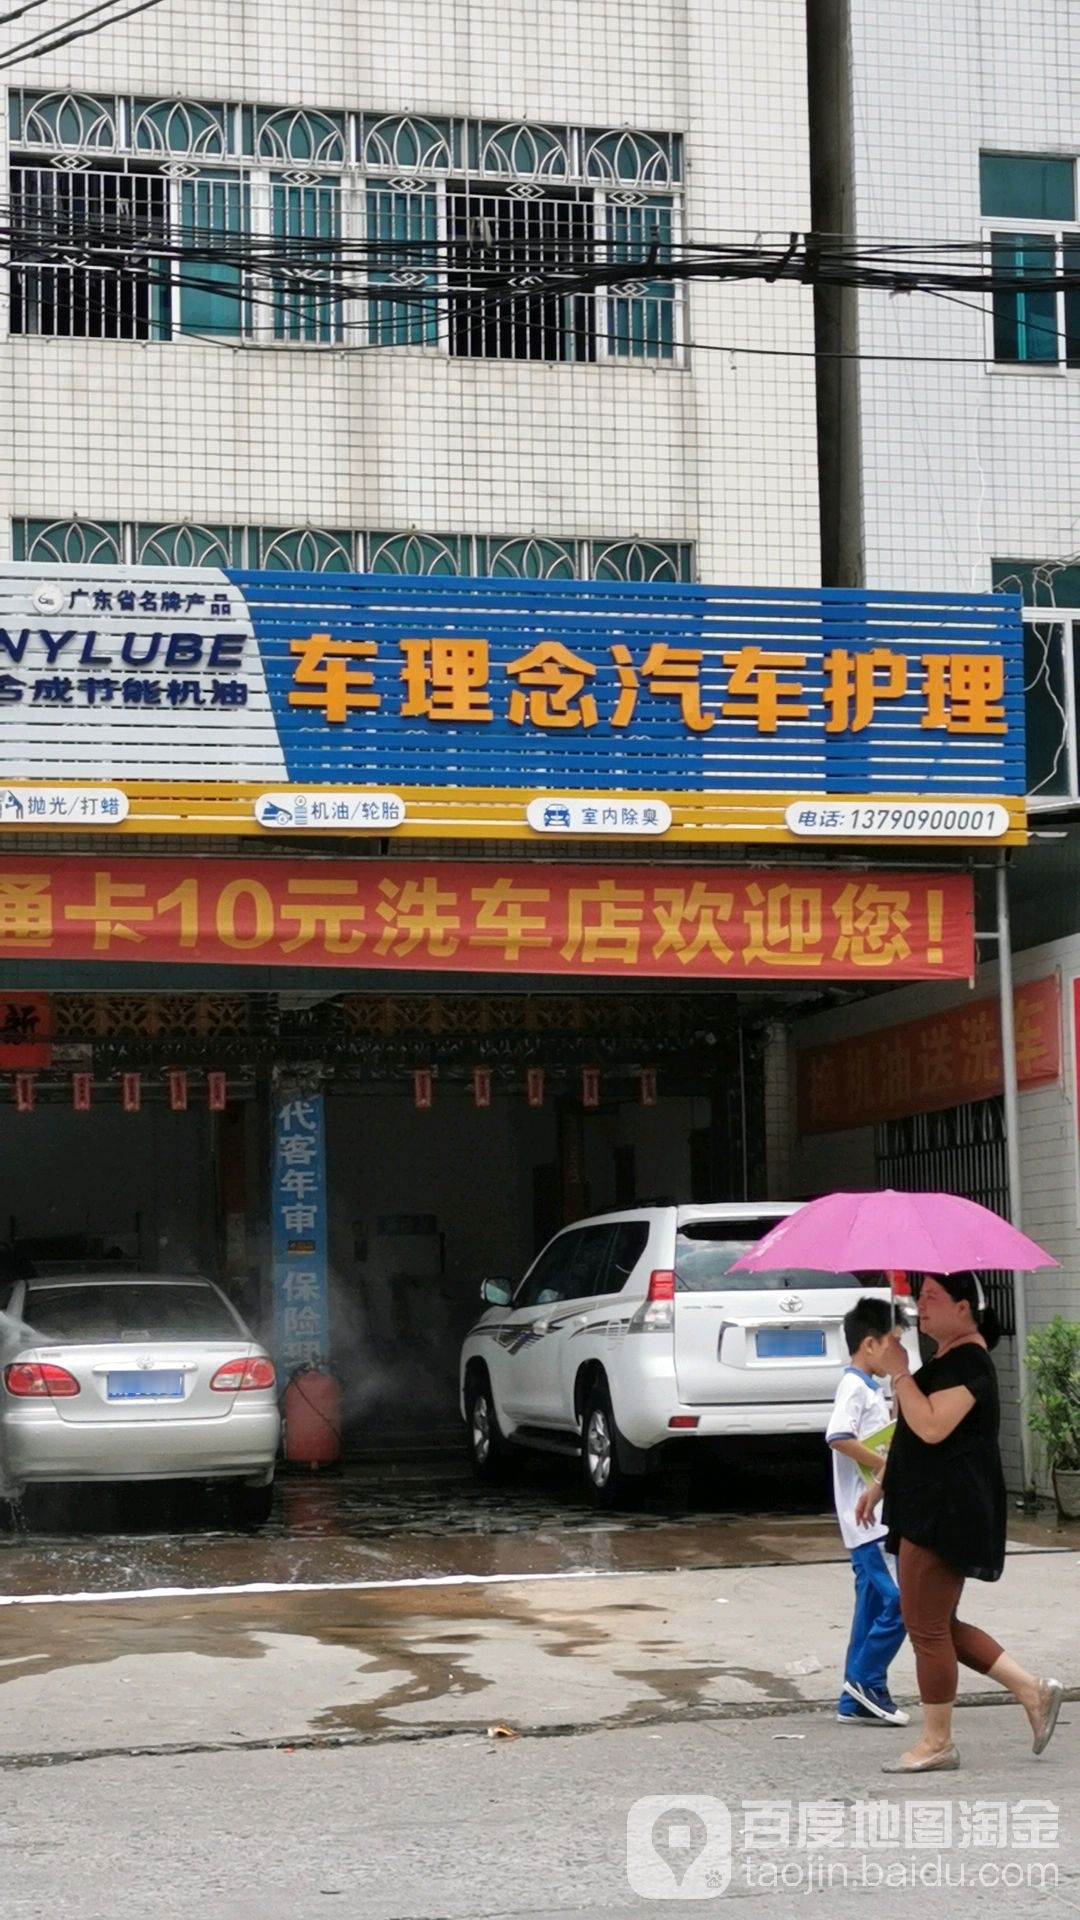 广东省名牌产品
NYLUBE
合成节能机油
车理念汽车护理
抛光/打蜡
机油/轮胎
室内除臭
电话: 13790900001
通卡10元洗车店欢迎您!
新
换机油送洗车
代客年审
保险理
百度地图淘金
taojin.baidu.com